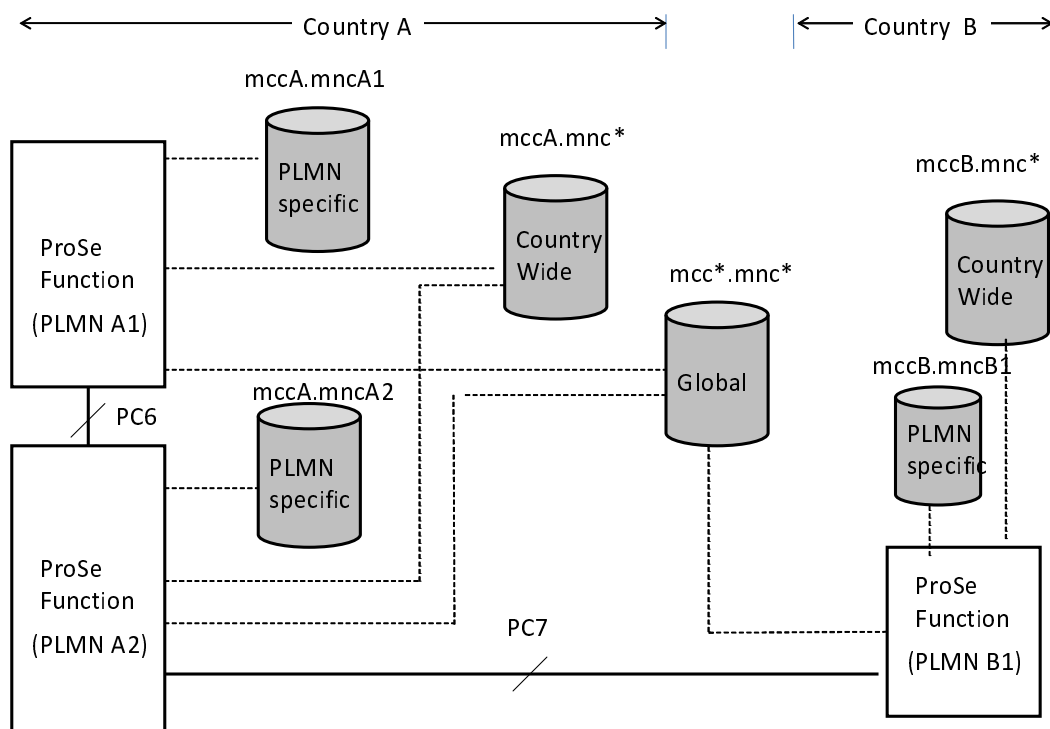 Country A
Country B
mccA.mncA1
PLMN
specific
mccA.mnc*
Country
Wide
mccB.mnc*
Country
Wide
ProSe
Function
(PLMN A1)
mcc*.mnc*
Global
mccB.mncB1
PLMN
specific
mccA.mncA2
PLMN
specific
PC6
ProSe
Function
(PLMN A2)
PC7
ProSe
Function
(PLMN B1)